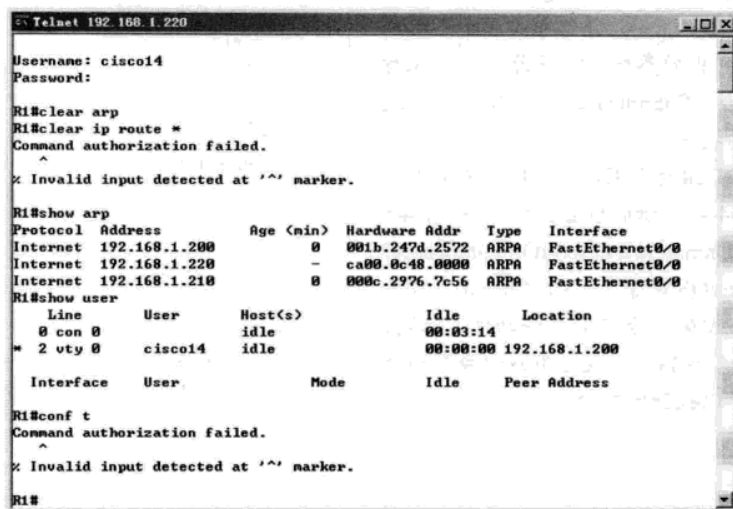 Telnet 192.168.1.220
Username: cisco14
Password:
R1#clear arp
R1#clear ip route *
Command authorization failed.
^
% Invalid input detected at '^' marker.
R1#show arp
Protocol Address Age (min) Hardware Addr Type Interface
Internet 192.168.1.200 0 001b.247d.2572 ARPA FastEthernet0/0
Internet 192.168.1.220 - ca00.0c48.0000 ARPA FastEthernet0/0
Internet 192.168.1.210 0 000c.2976.7c56 ARPA FastEthernet0/0
R1#show user
Line User Host(s) Idle Location
0 con 0 idle 00:03:14
* 2 vty 0 cisco14 idle 00:00:00 192.168.1.200
Interface User Mode Idle Peer Address
R1#conf t
Command authorization failed.
^
% Invalid input detected at '^' marker.
R1#